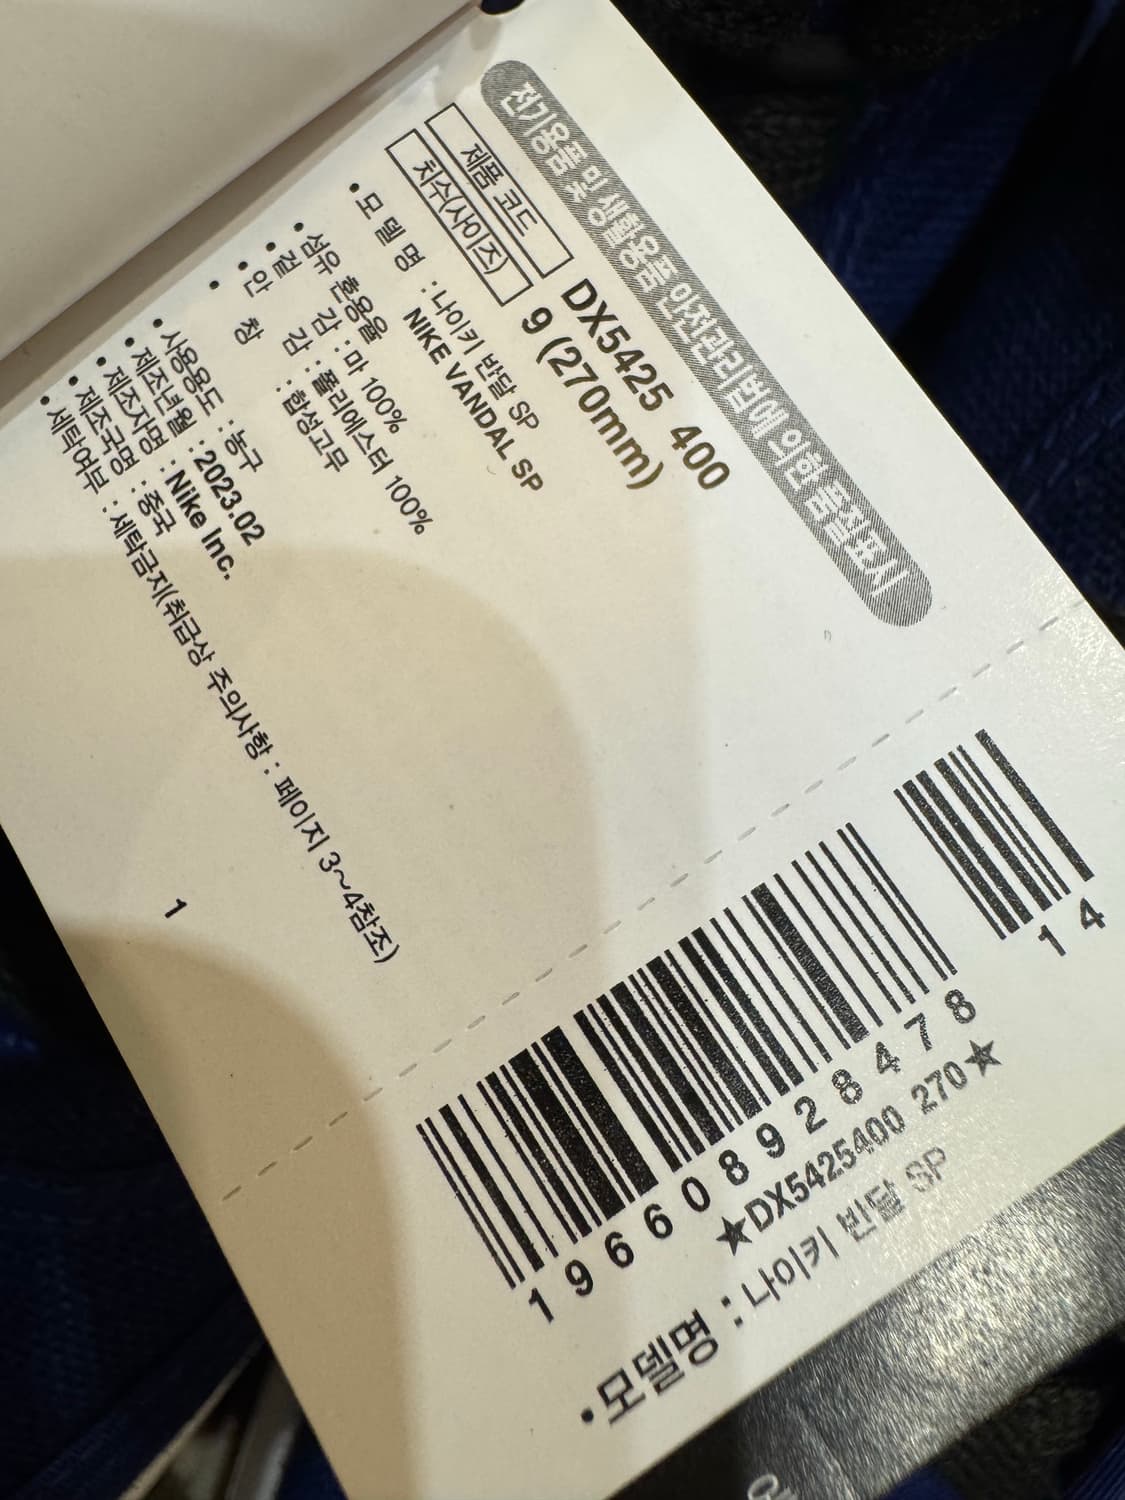 전기용품 및 생활용품 안전관리법에 의한 품질표시
제품 코드 DX5425 400
치수(사이즈) 9 (270mm)
•모 델 명 : 나이키 반달 SP
NIKE VANDAL SP
•섬유 혼용율
•겉 감 : 마 100%
•안 감 : 폴리에스터 100%
• 창 : 합성고무
•사용용도 : 농구
•제조년월 : 2023.02
•제조자명 : Nike Inc.
•제조국명 : 중국
•세탁여부 : 세탁금지(취급상 주의사항 : 페이지 3~4참조)
1
1 4
1 9 6 6 0 8 9 2 8 4 7 8
★DX5425400 270★
•모델명 : 나이키 반달 SP